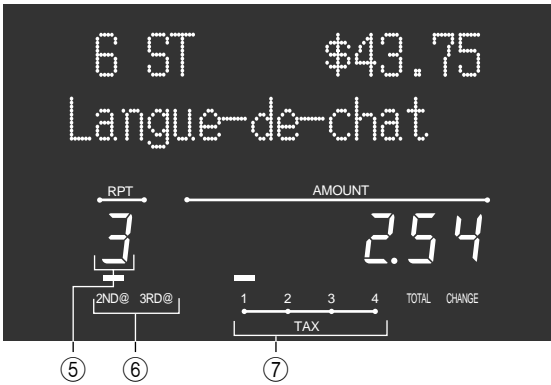 6 ST $43.75
Langue-de-chat
RPT AMOUNT
3 2.54
2ND@ 3RD@ 1 2 3 4 TOTAL CHANGE
TAX
⑤ ⑥ ⑦